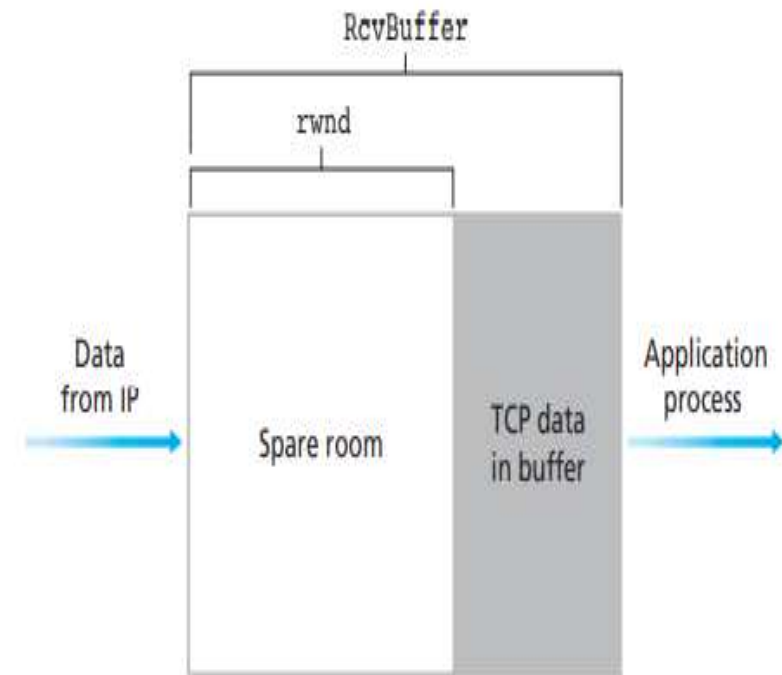 RcvBuffer
rwnd
Data
from IP
Spare room
TCP data
in buffer
Application
process